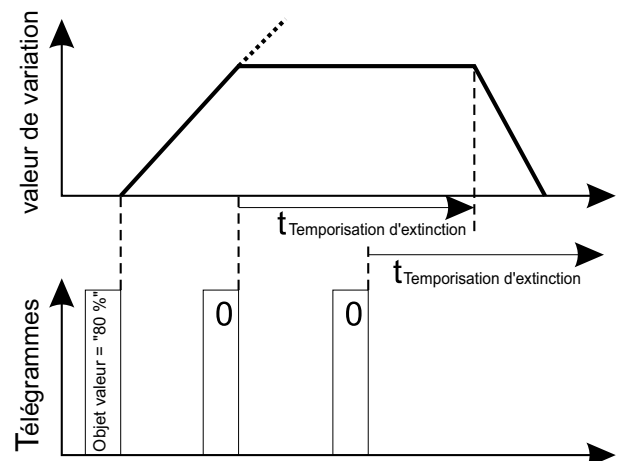 valeur de variation
t Temporisation d'extinction
t Temporisation d'extinction
Télégrammes
Objet valeur = "80 %"
0
0